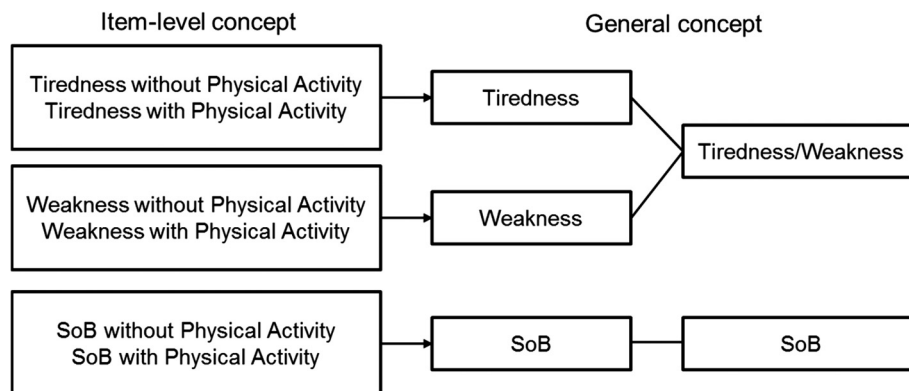 Item-level concept
General concept
Tiredness without Physical Activity
Tiredness with Physical Activity
Tiredness
Tiredness/Weakness
Weakness without Physical Activity
Weakness with Physical Activity
Weakness
SoB without Physical Activity
SoB with Physical Activity
SoB
SoB